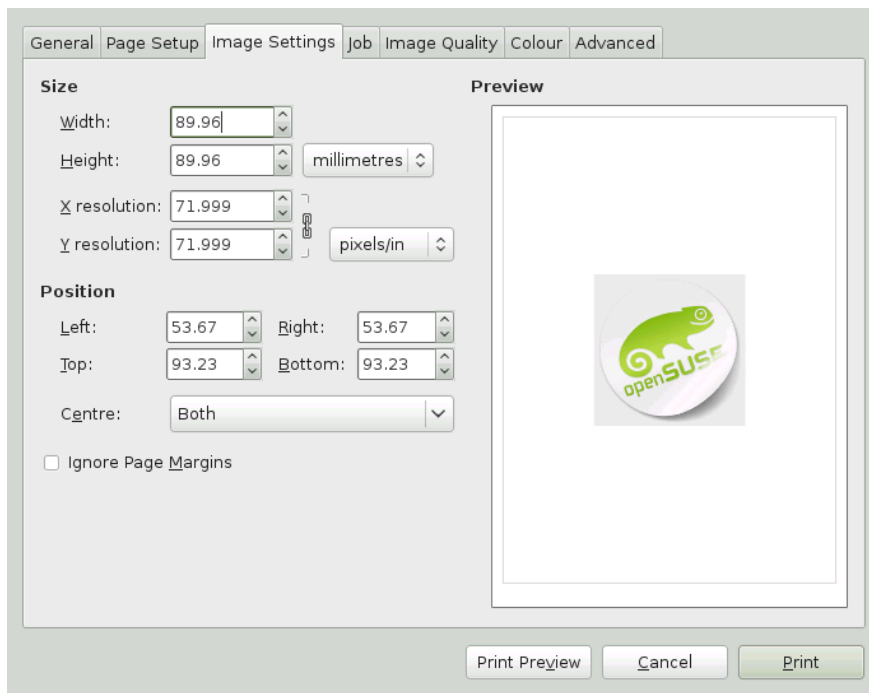 General Page Setup Image Settings Job Image Quality Colour Advanced
Size
Width: 89.96
Height: 89.96 millimetres
X resolution: 71.999
Y resolution: 71.999 pixels/in
Position
Left: 53.67 Right: 53.67
Top: 93.23 Bottom: 93.23
Centre: Both
Ignore Page Margins
Preview
openSUSE
Print Preview Cancel Print